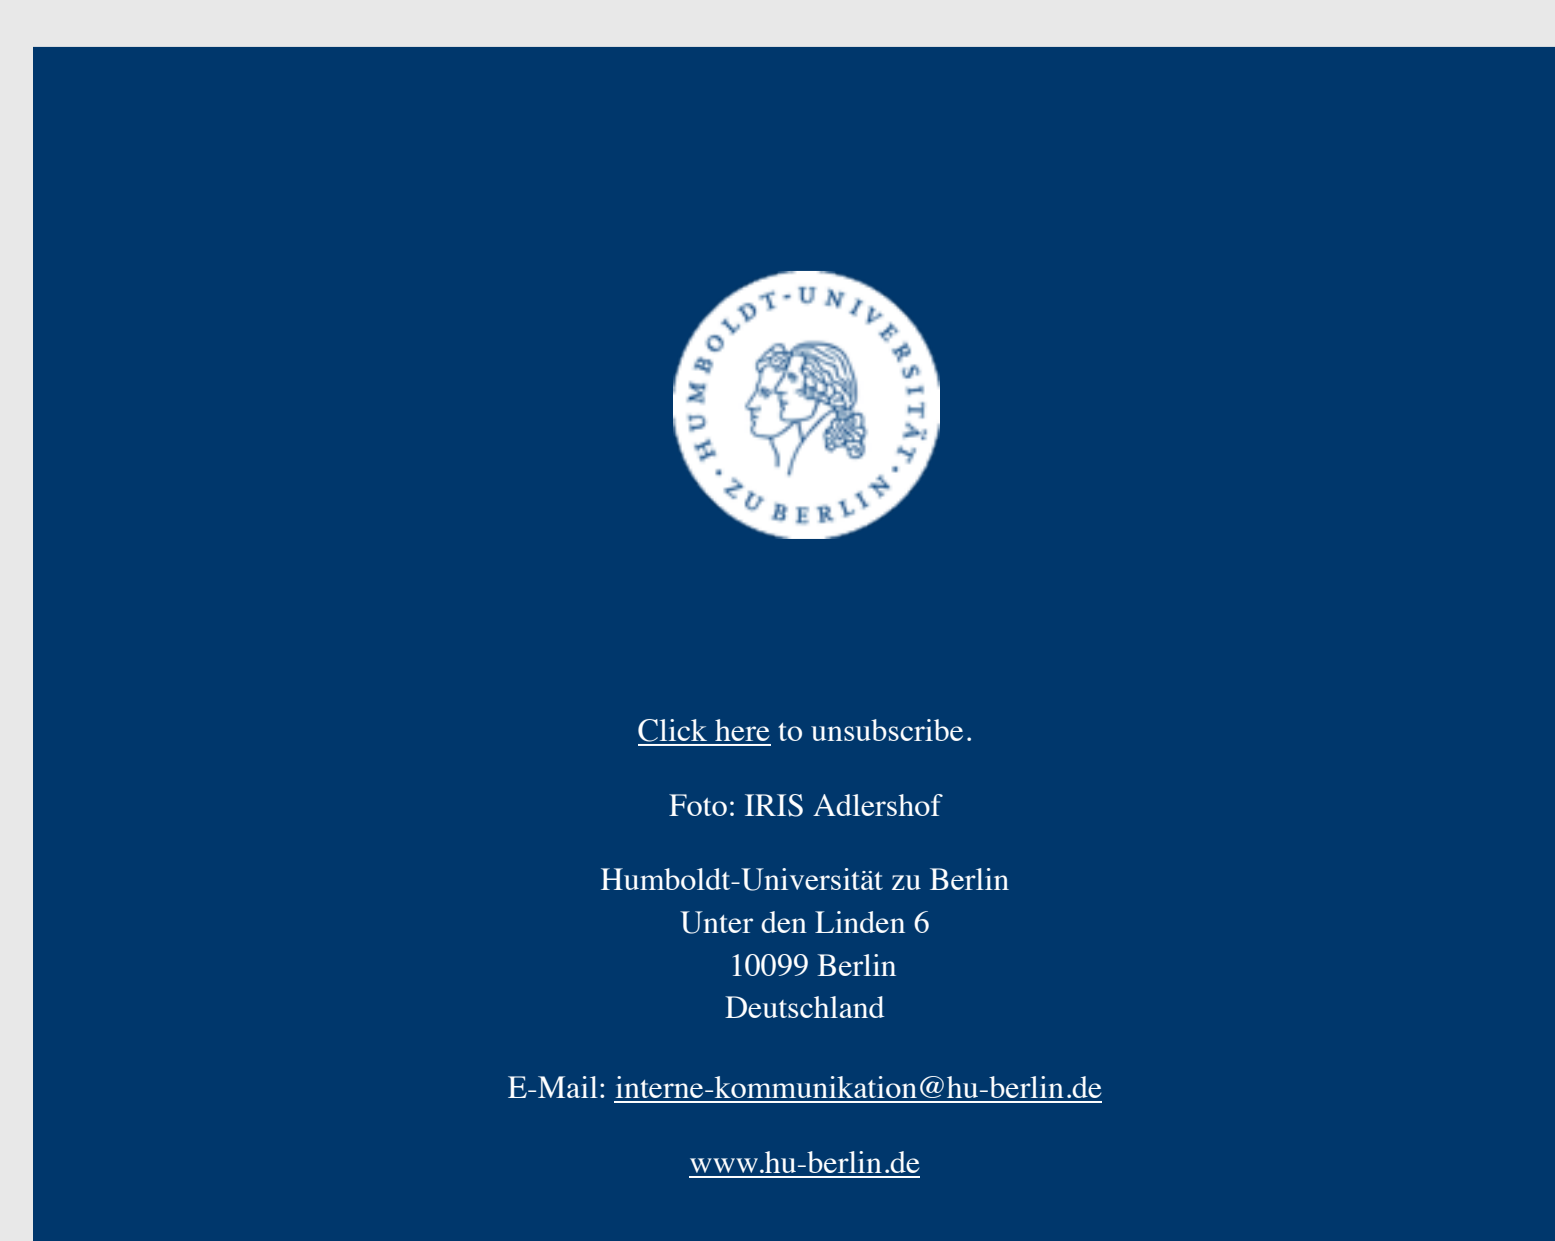 HUMBOLDT-UNIVERSITÄT · ZU BERLIN ·
Click here to unsubscribe.
Foto: IRIS Adlershof
Humboldt-Universität zu Berlin
Unter den Linden 6
10099 Berlin
Deutschland
E-Mail: interne-kommunikation@hu-berlin.de
www.hu-berlin.de